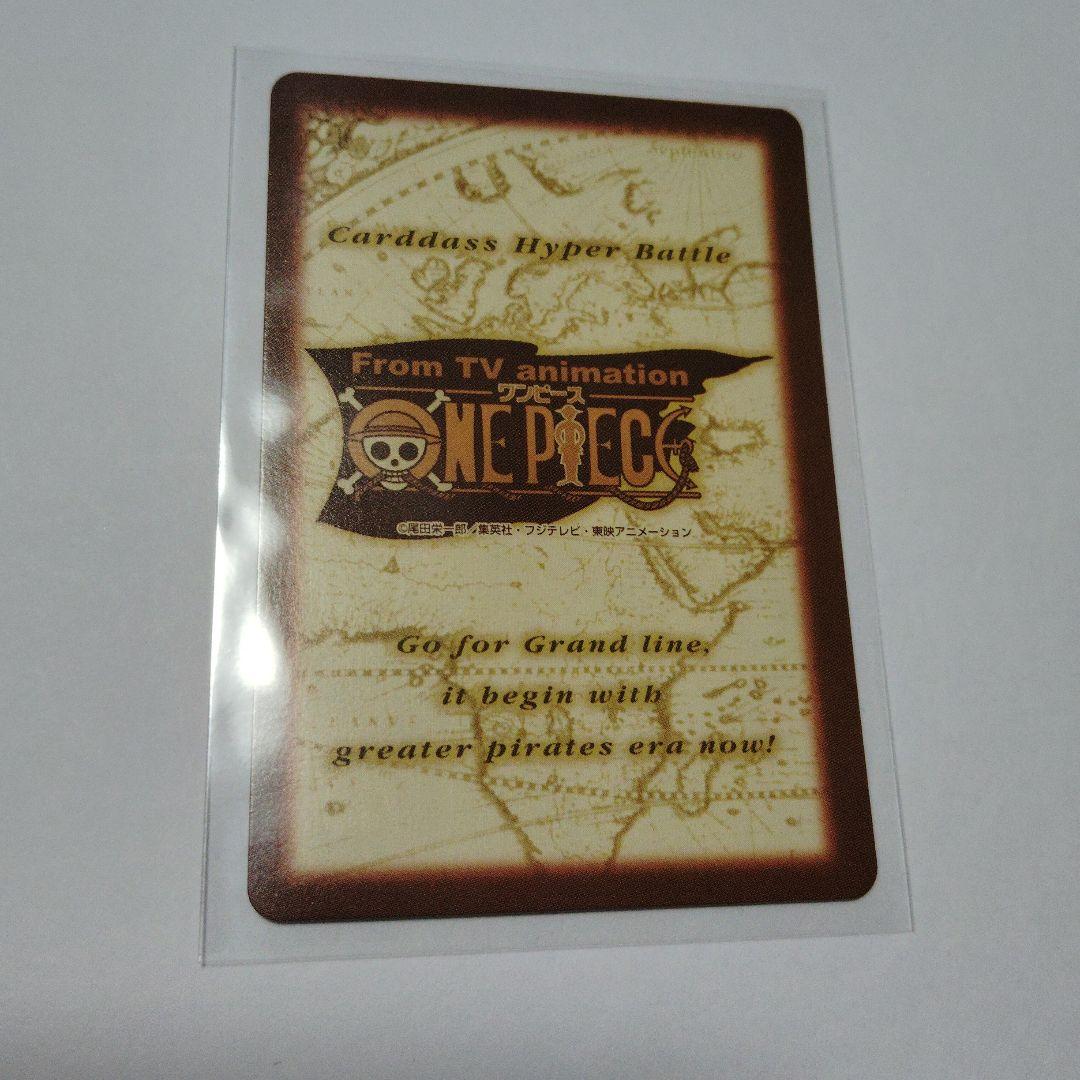 Septentrio
Carddass Hyper Battle
From TV animation
ワンピース
ONE PIECE
©尾田栄一郎/集英社・フジテレビ・東映アニメーション
Go for Grand line,
it begin with
greater pirates era now!